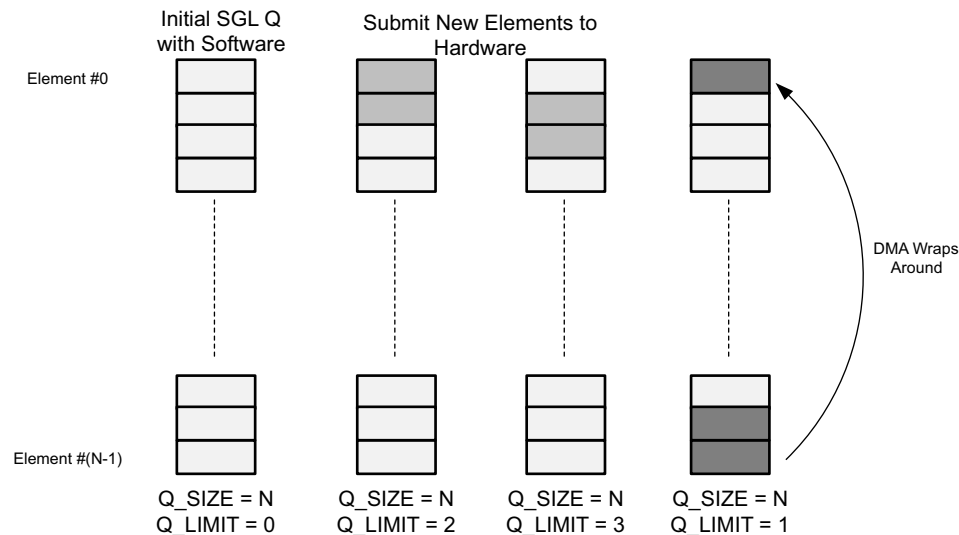 Initial SGL Q
with Software
Submit New Elements to
Hardware
Element #0
DMA Wraps
Around
Element #(N-1)
Q_SIZE = N
Q_LIMIT = 0
Q_SIZE = N
Q_LIMIT = 2
Q_SIZE = N
Q_LIMIT = 3
Q_SIZE = N
Q_LIMIT = 1